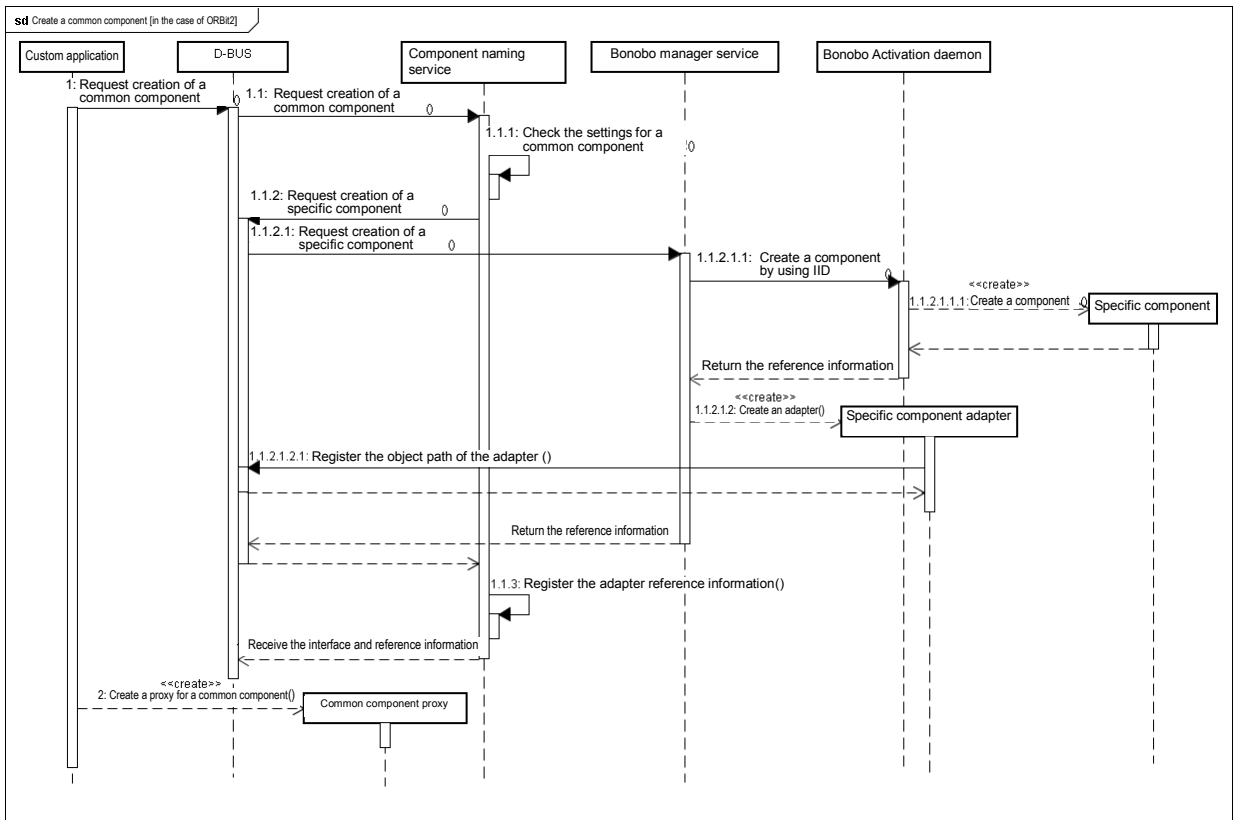 sd Create a common component [in the case of ORBit2]
Custom application
D-BUS
Component naming
service
Bonobo manager service
Bonobo Activation daemon
1: Request creation of a
common component
()
1.1: Request creation of a
common component
()
1.1.1: Check the settings for a
common component
()
1.1.2: Request creation of a
specific component
()
1.1.2.1: Request creation of a
specific component
()
1.1.2.1.1: Create a component
by using IID
()
<<create>>
1.1.2.1.1.1: Create a component ()
Specific component
Return the reference information
<<create>>
1.1.2.1.2: Create an adapter()
Specific component adapter
1.1.2.1.2.1: Register the object path of the adapter ()
Return the reference information
1.1.3: Register the adapter reference information()
Receive the interface and reference information
<<create>>
2: Create a proxy for a common component()
Common component proxy